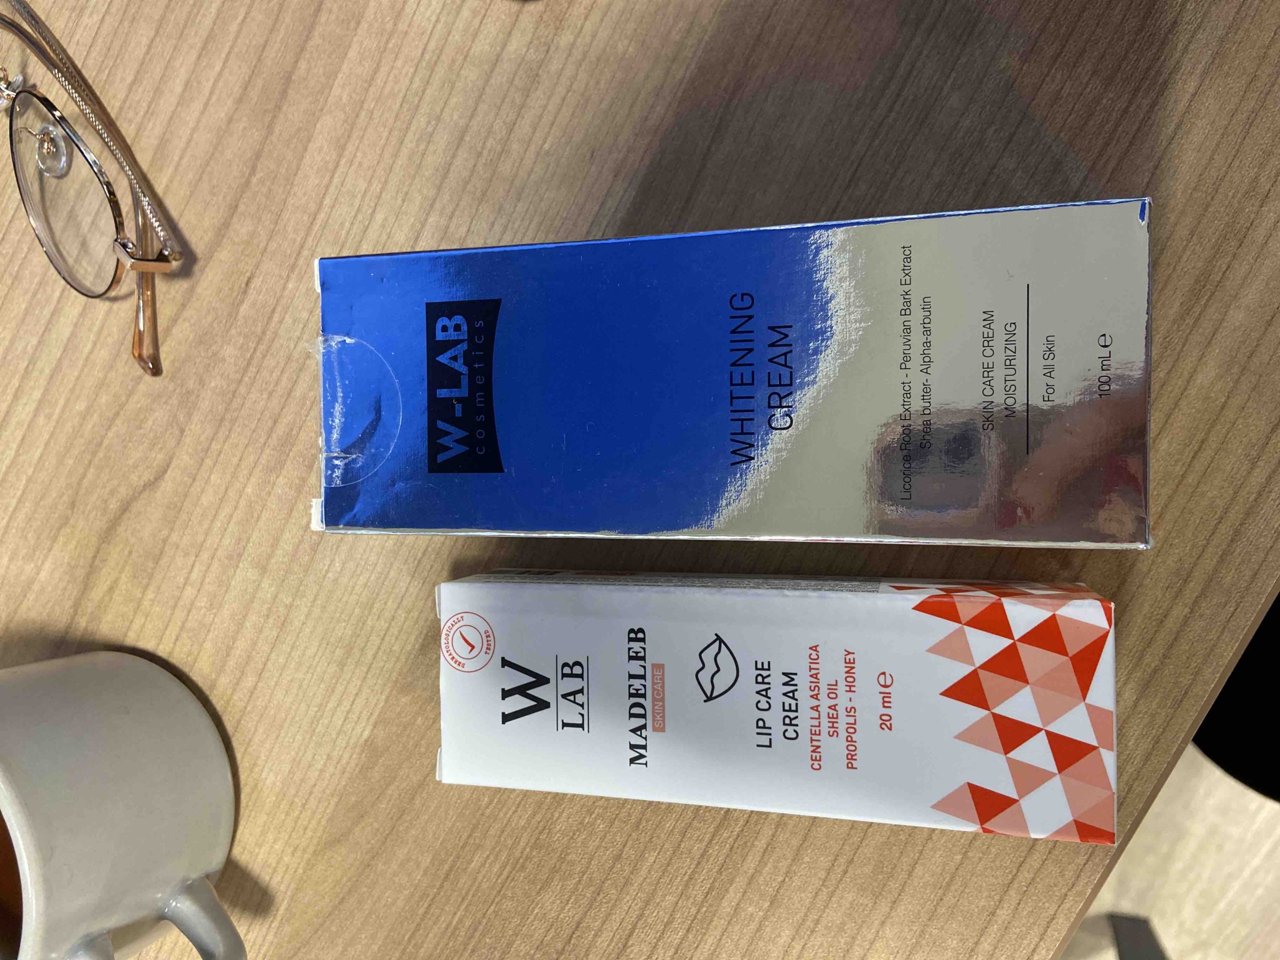 W-LAB
cosmetics
WHITENING
CREAM
Licorice Root Extract - Peruvian Bark Extract
Shea butter- Alpha-arbutin
SKIN CARE CREAM
MOISTURIZING
For All Skin
100 mL e
DERMATOLOGICALLY
TESTED
W
LAB
MADELEB
SKIN CARE
LIP CARE
CREAM
CENTELLA ASIATICA
SHEA OIL
PROPOLIS - HONEY
20 ml e